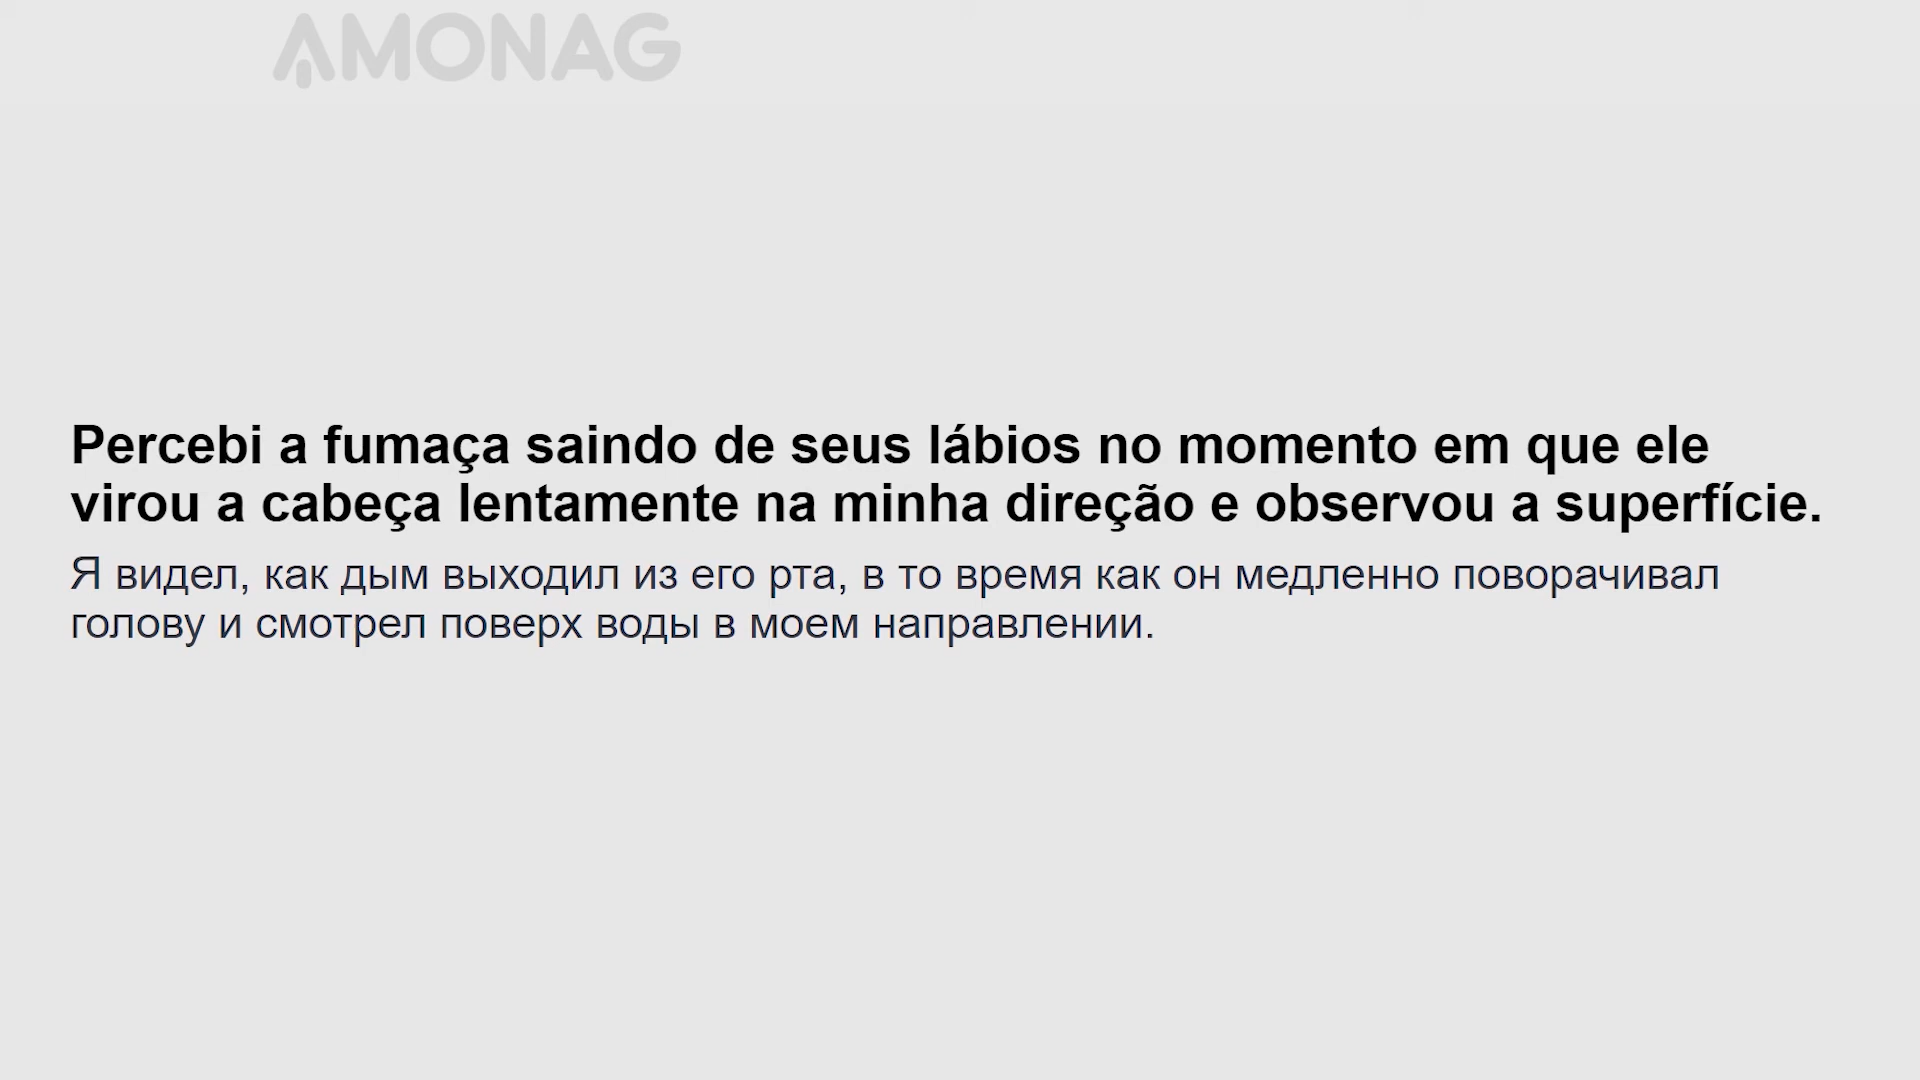 AMONAG
Percebi a fumaça saindo de seus lábios no momento em que ele
virou a cabeça lentamente na minha direção e observou a superfície.
Я видел, как дым выходил из его рта, в то время как он медленно поворачивал
голову и смотрел поверх воды в моем направлении.